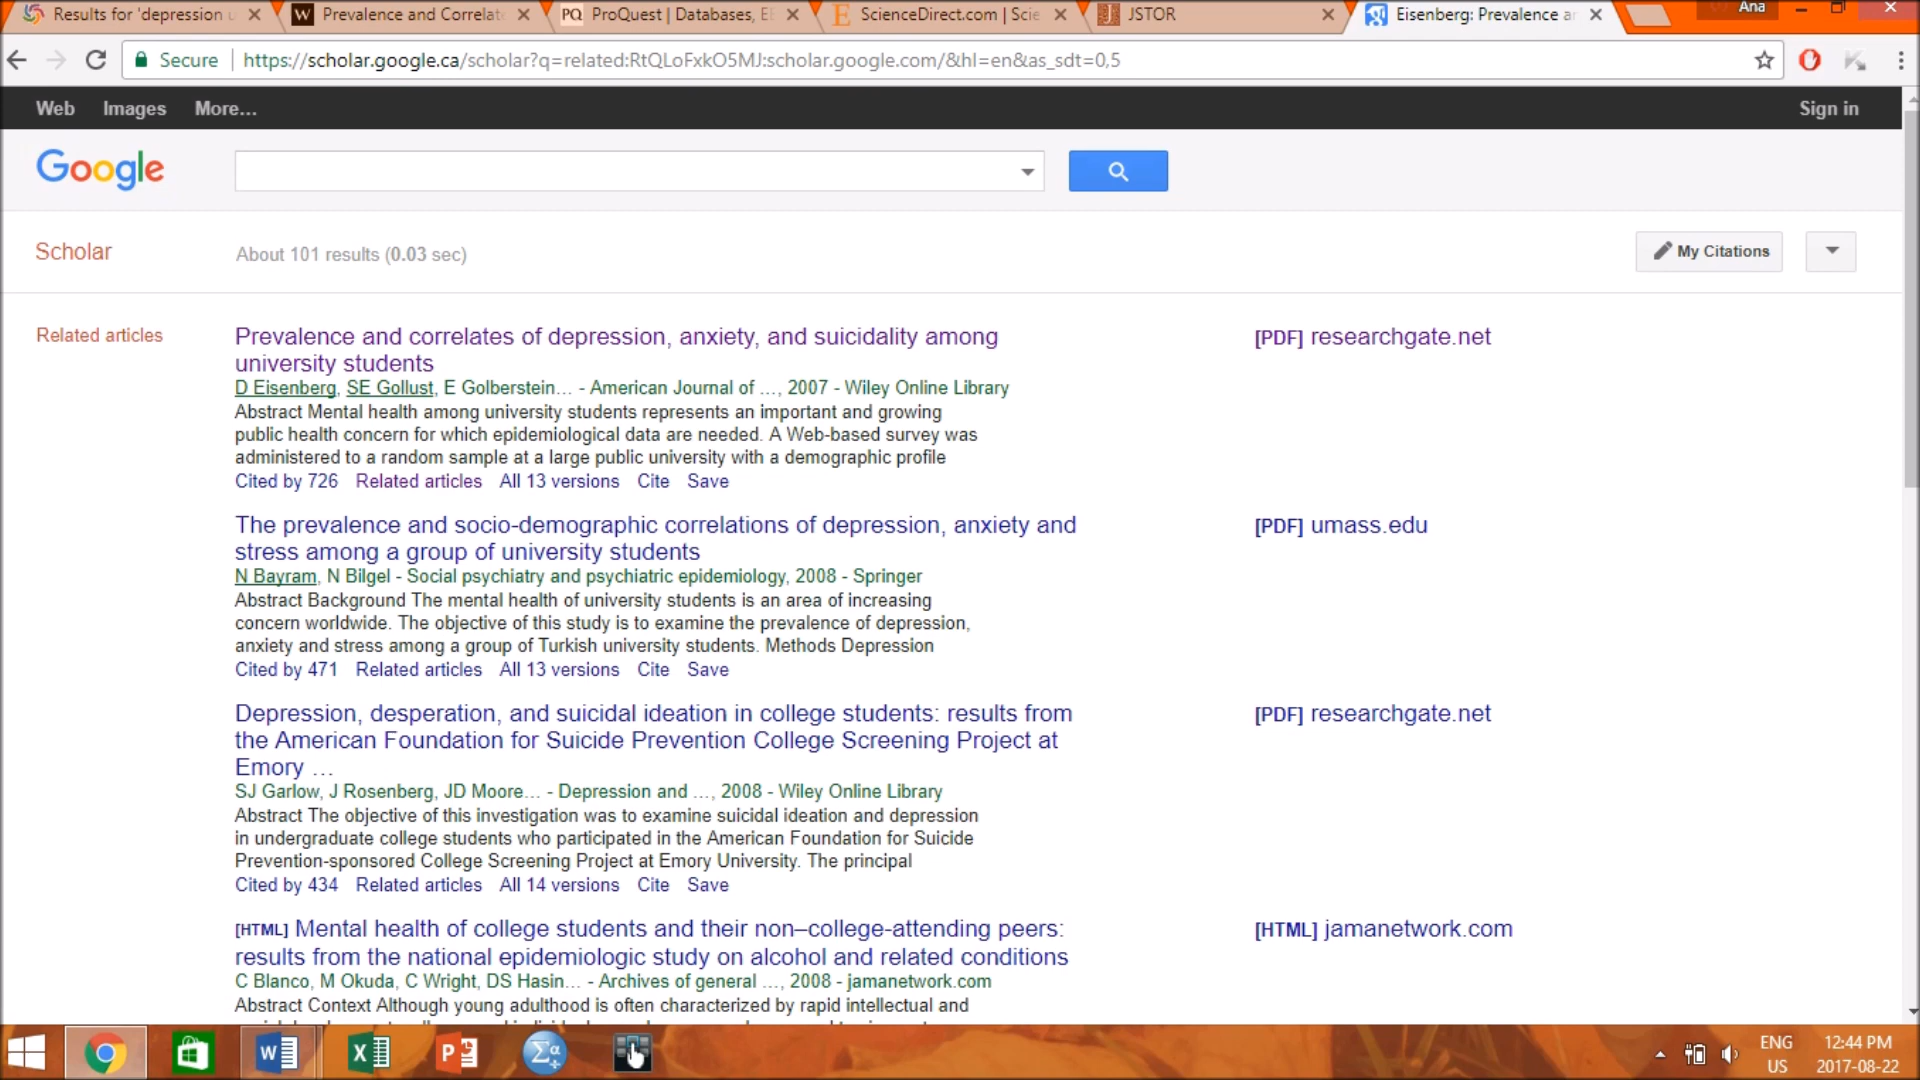 Results for 'depression u
Prevalence and Correlate
PQ ProQuest | Databases, E
ScienceDirect.com | Scie
JSTOR
Eisenberg: Prevalence a
Ana
Secure
https://scholar.google.ca/scholar?q=related:RtQLoFxkO5MJ:scholar.google.com/&hl=en&as_sdt=0,5
Web Images More... Sign in
Google
Scholar About 101 results (0.03 sec) My Citations
Related articles
Prevalence and correlates of depression, anxiety, and suicidality among
university students
[PDF] researchgate.net
D Eisenberg, SE Gollust, E Golberstein... - American Journal of ..., 2007 - Wiley Online Library
Abstract Mental health among university students represents an important and growing
public health concern for which epidemiological data are needed. A Web-based survey was
administered to a random sample at a large public university with a demographic profile
Cited by 726 Related articles All 13 versions Cite Save
The prevalence and socio-demographic correlations of depression, anxiety and
stress among a group of university students
[PDF] umass.edu
N Bayram, N Bilgel - Social psychiatry and psychiatric epidemiology, 2008 - Springer
Abstract Background The mental health of university students is an area of increasing
concern worldwide. The objective of this study is to examine the prevalence of depression,
anxiety and stress among a group of Turkish university students. Methods Depression
Cited by 471 Related articles All 13 versions Cite Save
Depression, desperation, and suicidal ideation in college students: results from
the American Foundation for Suicide Prevention College Screening Project at
Emory ...
[PDF] researchgate.net
SJ Garlow, J Rosenberg, JD Moore... - Depression and ..., 2008 - Wiley Online Library
Abstract The objective of this investigation was to examine suicidal ideation and depression
in undergraduate college students who participated in the American Foundation for Suicide
Prevention-sponsored College Screening Project at Emory University. The principal
Cited by 434 Related articles All 14 versions Cite Save
[HTML] Mental health of college students and their non–college-attending peers:
results from the national epidemiologic study on alcohol and related conditions
[HTML] jamanetwork.com
C Blanco, M Okuda, C Wright, DS Hasin... - Archives of general ..., 2008 - jamanetwork.com
Abstract Context Although young adulthood is often characterized by rapid intellectual and
ENG 12:44 PM
US 2017-08-22